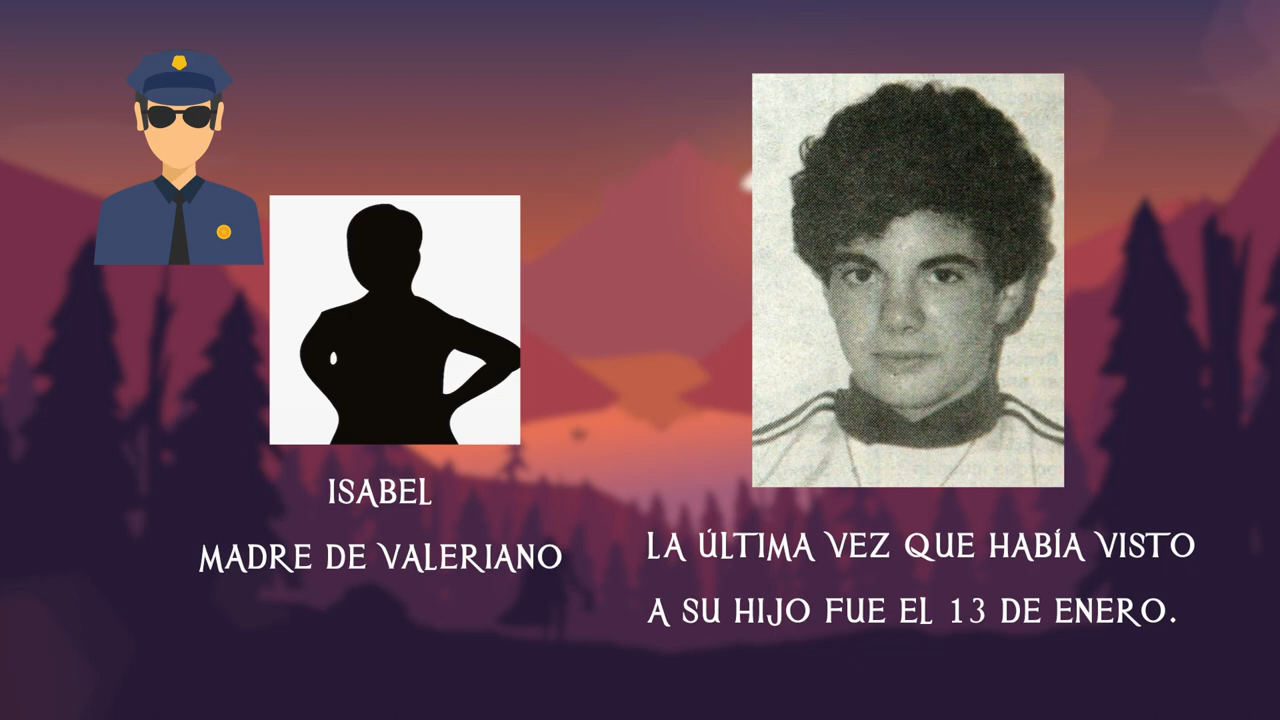 ISABEL
MADRE DE VALERIANO
LA ÚLTIMA VEZ QUE HABÍA VISTO
A SU HIJO FUE EL 13 DE ENERO.